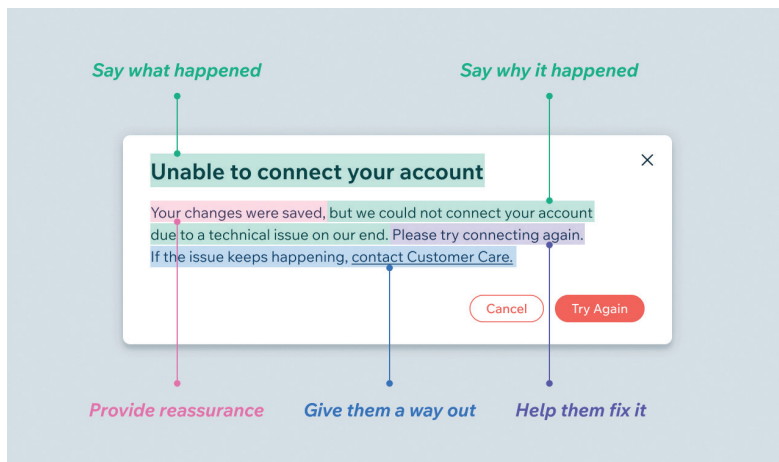 Say what happened
Say why it happened
Unable to connect your account
Your changes were saved, but we could not connect your account
due to a technical issue on our end. Please try connecting again.
If the issue keeps happening, contact Customer Care.
Cancel
Try Again
Provide reassurance
Give them a way out
Help them fix it